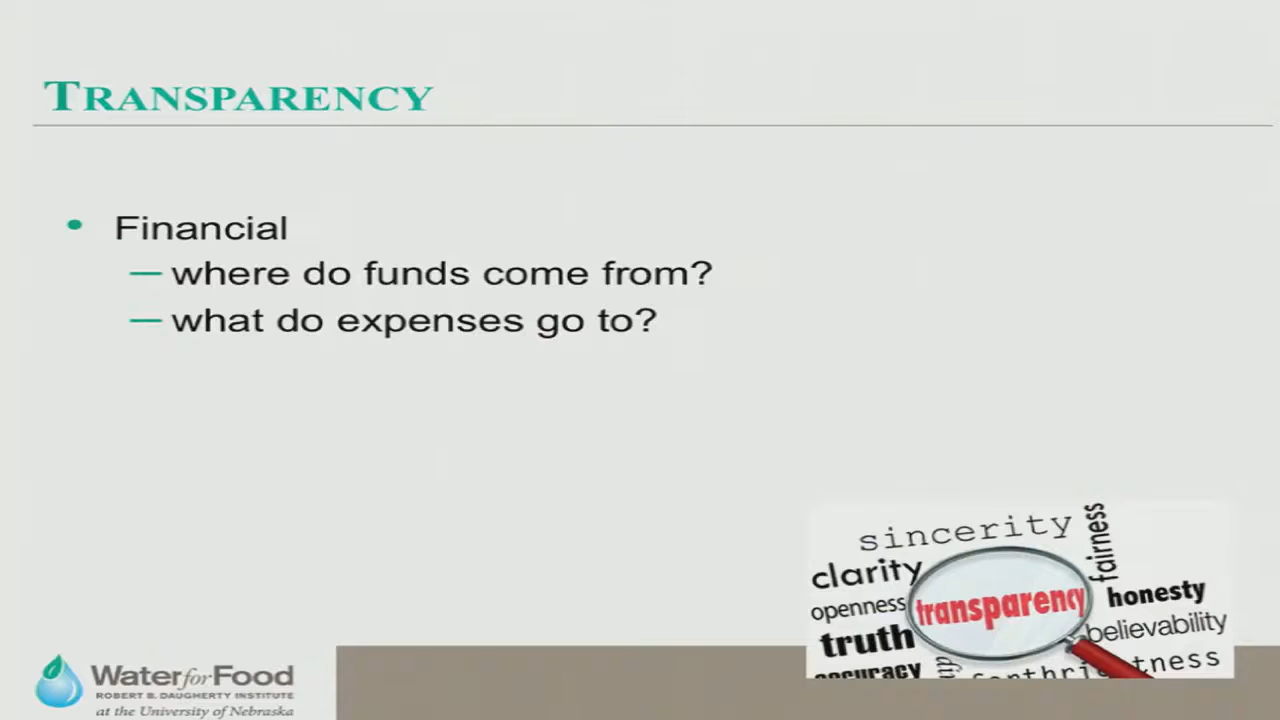 TRANSPARENCY
• Financial
— where do funds come from?
— what do expenses go to?
sincerity
fairness
clarity
openness
transparency
honesty
truth
believability
accuracy
Water for Food
ROBERT B. DAUGHERTY INSTITUTE
at the University of Nebraska